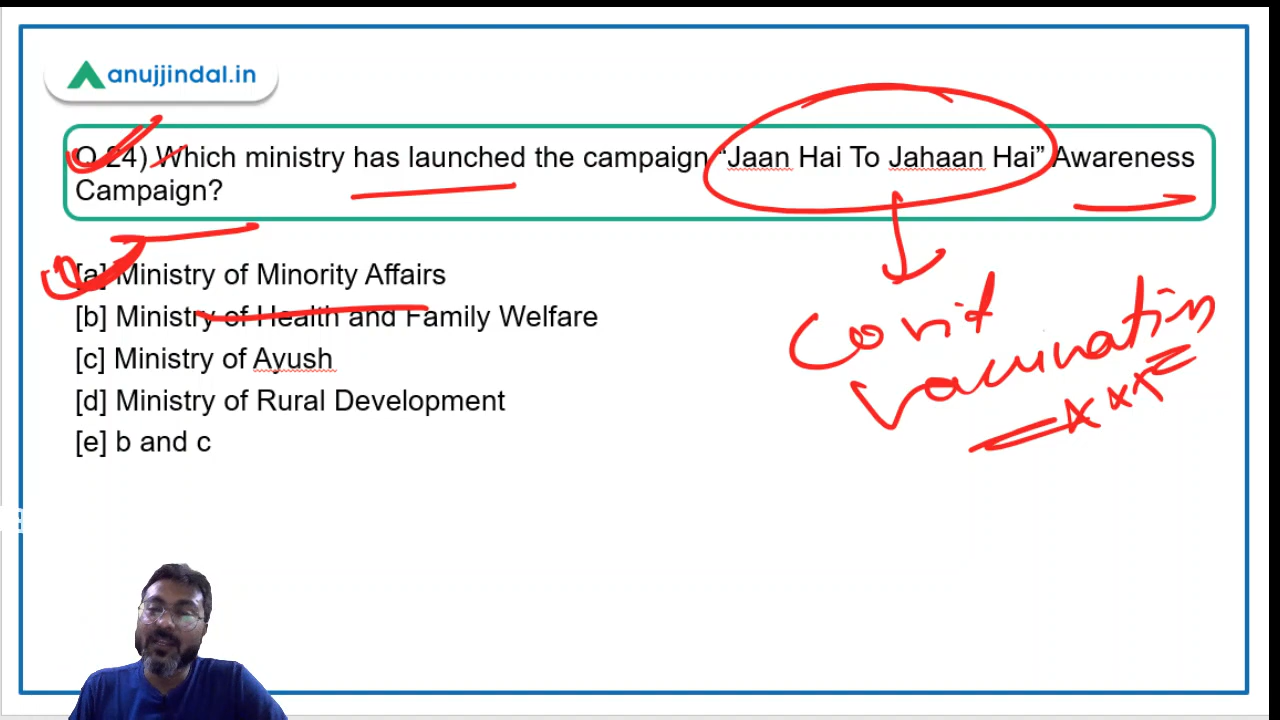 anujjindal.in
Q.24) Which ministry has launched the campaign “Jaan Hai To Jahaan Hai” Awareness
Campaign?
[a] Ministry of Minority Affairs
[b] Ministry of Health and Family Welfare
[c] Ministry of Ayush
[d] Ministry of Rural Development
[e] b and c
Covid
Vaccination